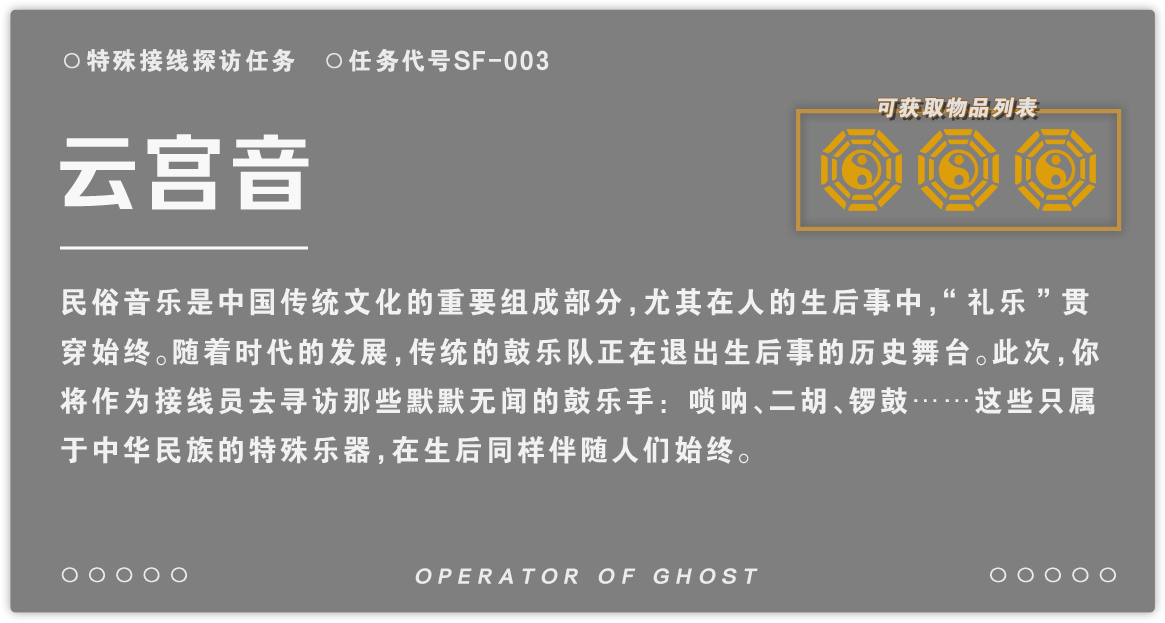 特殊接线探访任务 任务代号SF-003
可获取物品列表
云宫音
民俗音乐是中国传统文化的重要组成部分,尤其在人的生后事中,“礼乐”贯
穿始终。随着时代的发展,传统的鼓乐队正在退出生后事的历史舞台。此次,你
将作为接线员去寻访那些默默无闻的鼓乐手：唢呐、二胡、锣鼓……这些只属
于中华民族的特殊乐器,在生后同样伴随人们始终。
OPERATOR OF GHOST